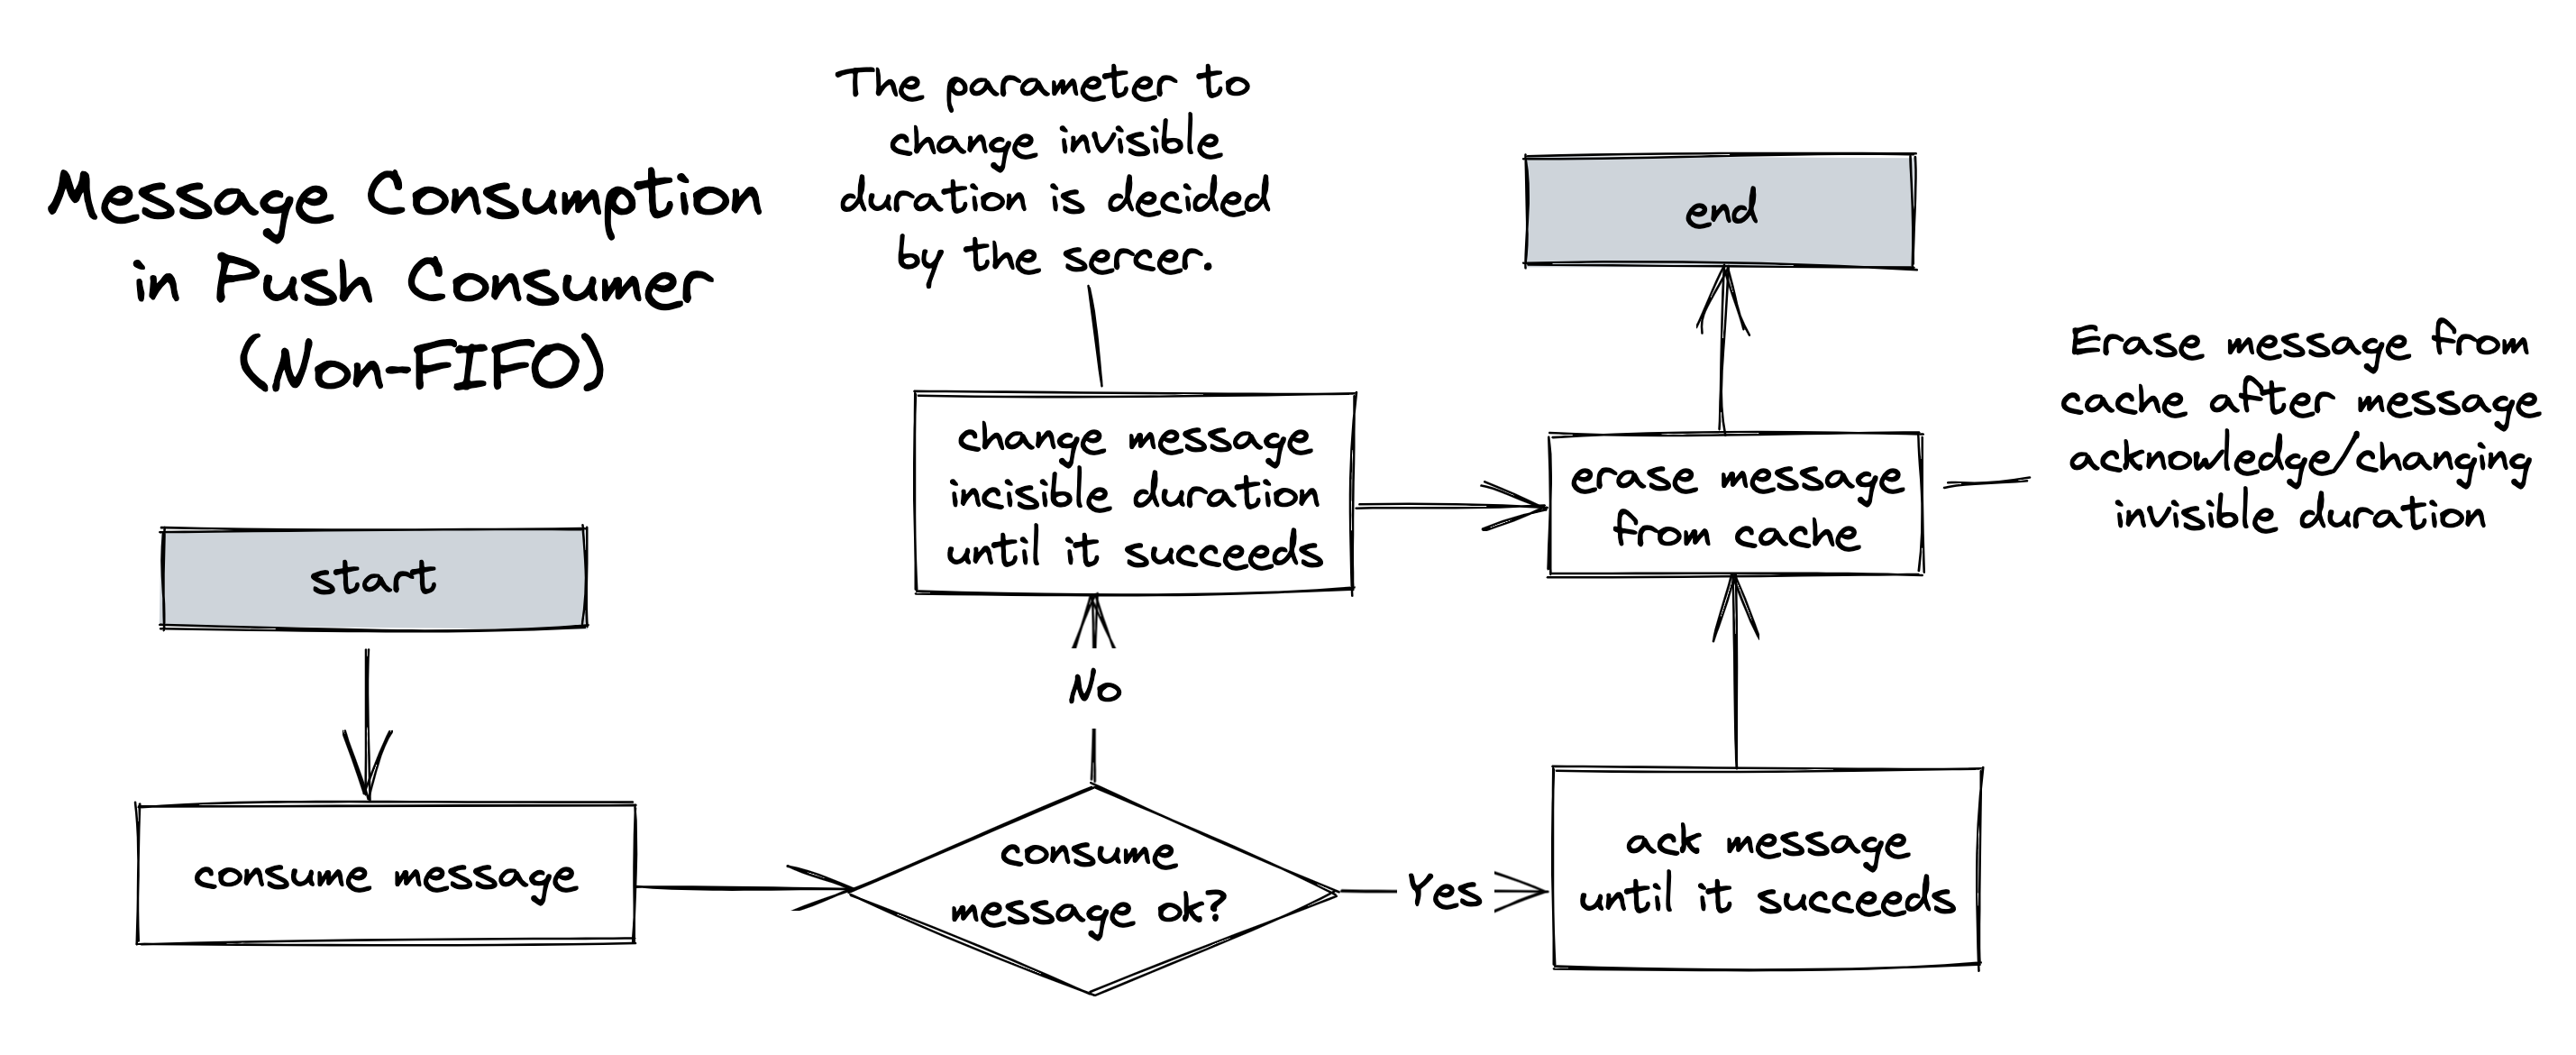 Message Consumption
in Push Consumer
(Non-FIFO)
The parameter to
change invisible
duration is decided
by the sercer.
end
Erase message from
cache after message
acknowledge/changing
invisible duration
change message
incisible duration
until it succeeds
erase message
from cache
start
No
consume message
consume
message ok?
Yes
ack message
until it succeeds